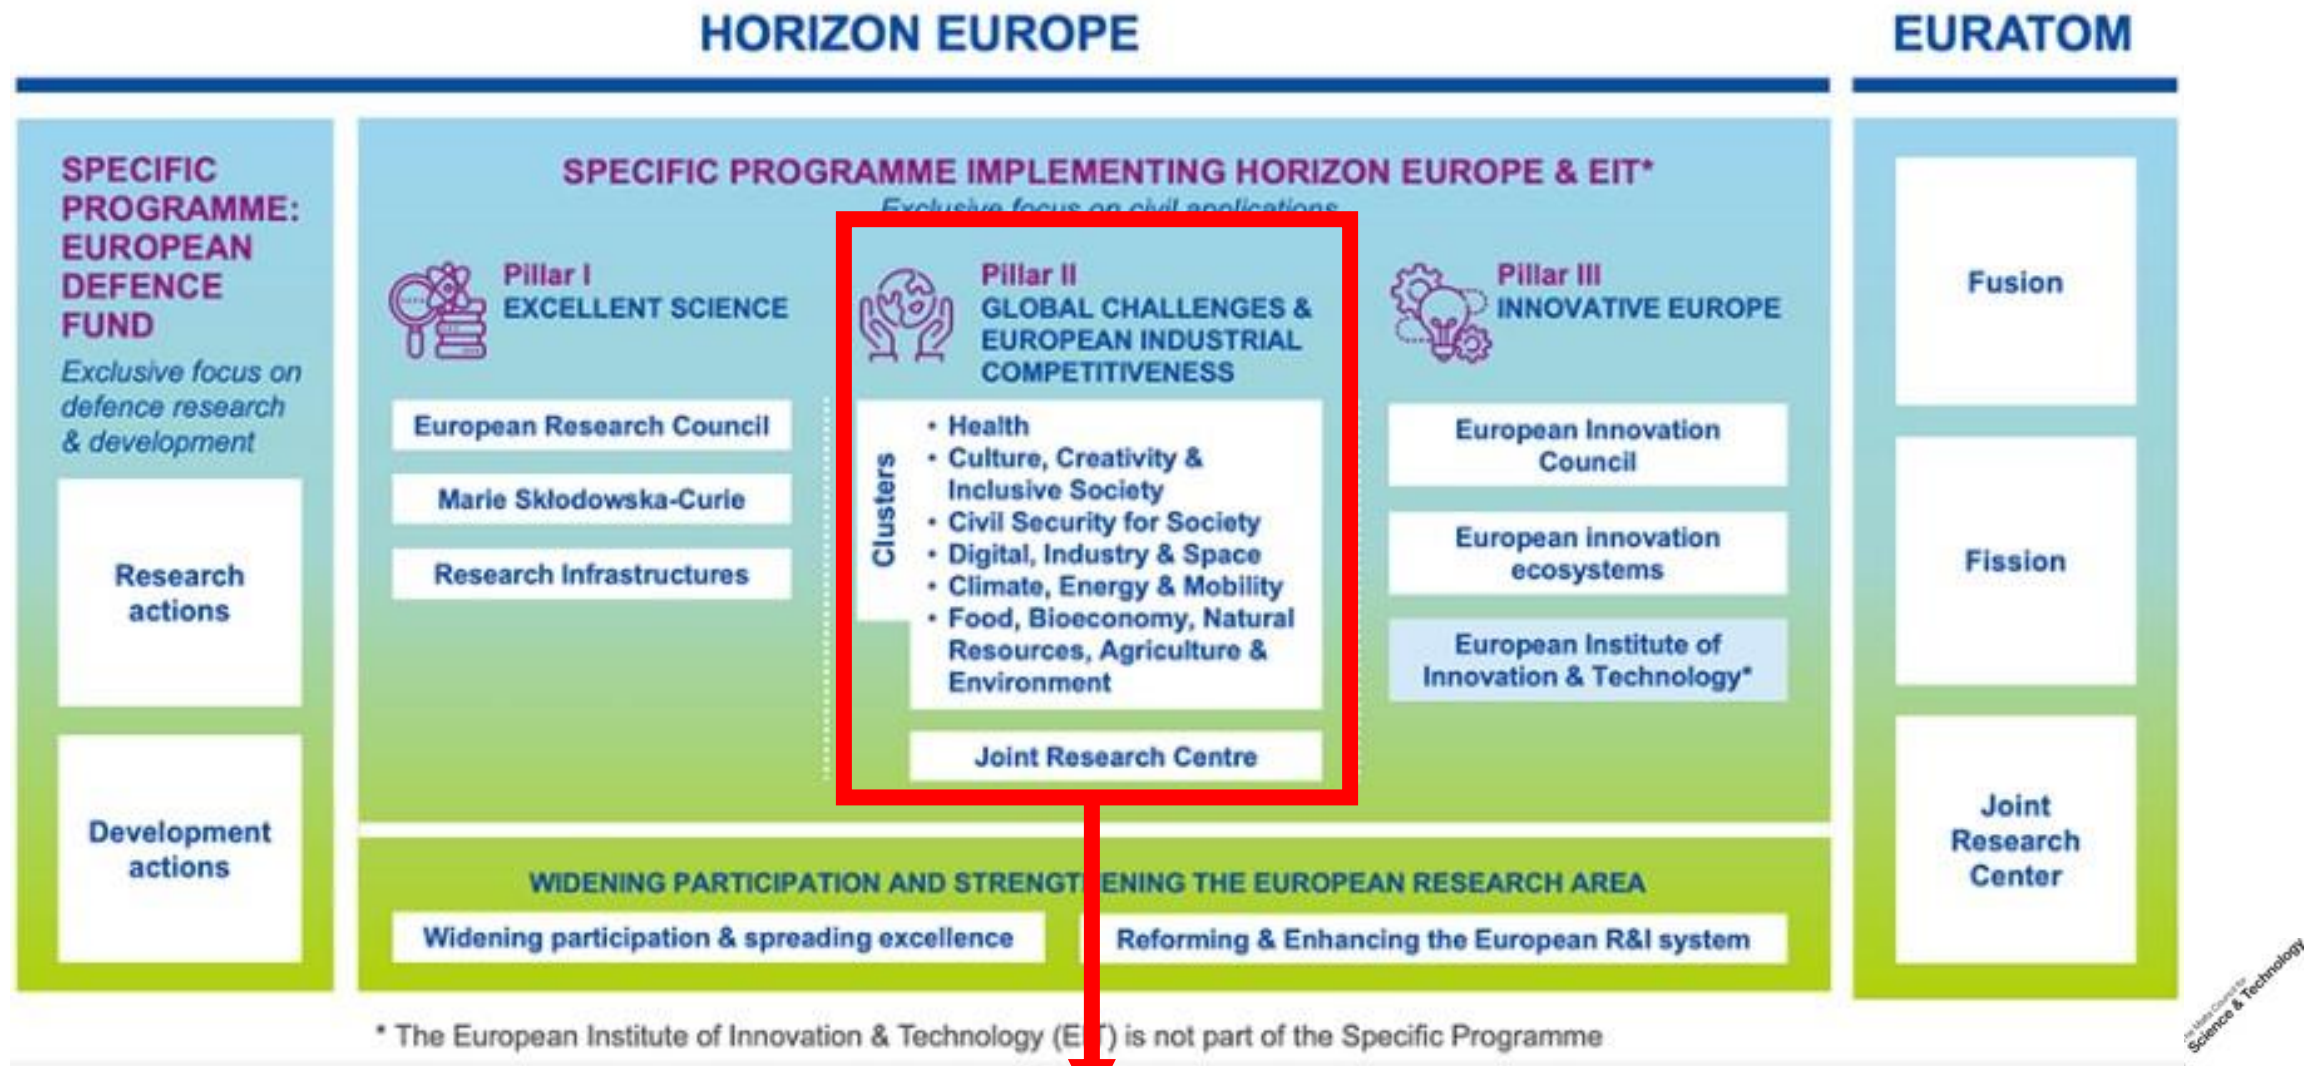 HORIZON EUROPE
EURATOM
SPECIFIC
PROGRAMME:
EUROPEAN
DEFENCE
FUND
Exclusive focus on
defence research
& development
Research
actions
Development
actions
SPECIFIC PROGRAMME IMPLEMENTING HORIZON EUROPE & EIT*
Exclusive focus on civil applications
Pillar I
EXCELLENT SCIENCE
European Research Council
Marie Skłodowska-Curie
Research Infrastructures
Pillar II
GLOBAL CHALLENGES &
EUROPEAN INDUSTRIAL
COMPETITIVENESS
Clusters
• Health
• Culture, Creativity &
Inclusive Society
• Civil Security for Society
• Digital, Industry & Space
• Climate, Energy & Mobility
• Food, Bioeconomy, Natural
Resources, Agriculture &
Environment
Joint Research Centre
Pillar III
INNOVATIVE EUROPE
European Innovation
Council
European innovation
ecosystems
European Institute of
Innovation & Technology*
WIDENING PARTICIPATION AND STRENGTHENING THE EUROPEAN RESEARCH AREA
Widening participation & spreading excellence
Reforming & Enhancing the European R&I system
Fusion
Fission
Joint
Research
Center
* The European Institute of Innovation & Technology (EIT) is not part of the Specific Programme
Malta Council for
Science & Technology